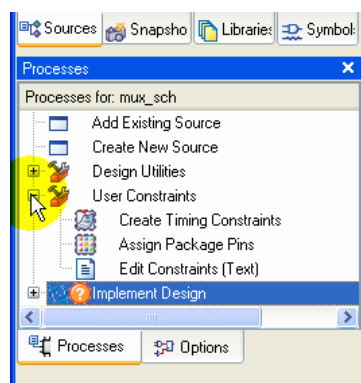 Sources Snapsho Libraries Symbol
Processes
Processes for: mux_sch
Add Existing Source
Create New Source
Design Utilities
User Constraints
Create Timing Constraints
Assign Package Pins
Edit Constraints (Text)
Implement Design
Processes Options